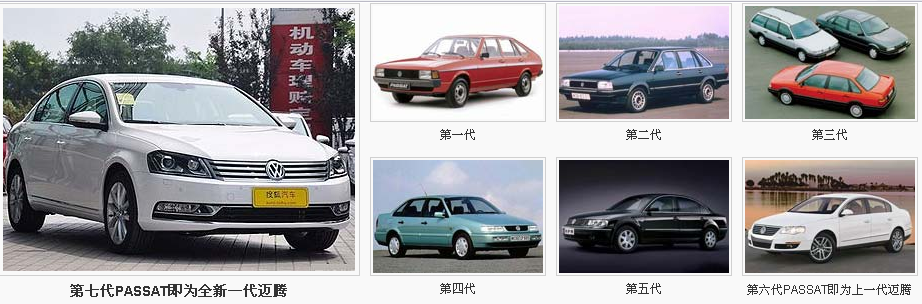 机动车理赔
搜狐汽车
第七代PASSAT即为全新一代迈腾
第一代
第二代
第三代
第四代
第五代
第六代PASSAT即为上一代迈腾